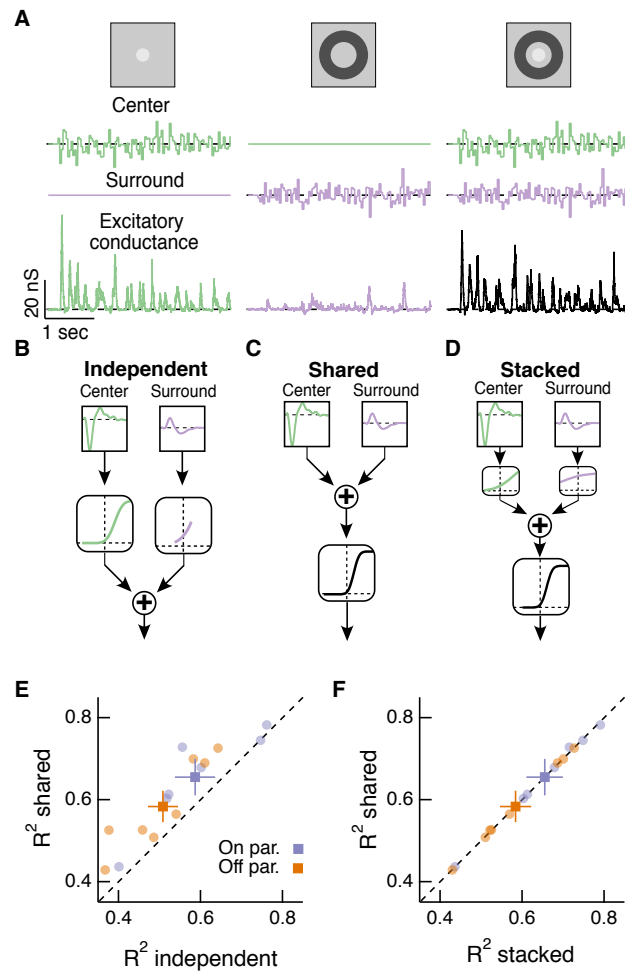 A
Center
Surround
Excitatory
conductance
20 nS
1 sec
B
Independent
Center Surround
C
Shared
Center Surround
D
Stacked
Center Surround
E
R² shared
0.8
0.6
0.4
0.4 0.6 0.8
R² independent
On par.
Off par.
F
R² shared
0.8
0.6
0.4
0.4 0.6 0.8
R² stacked